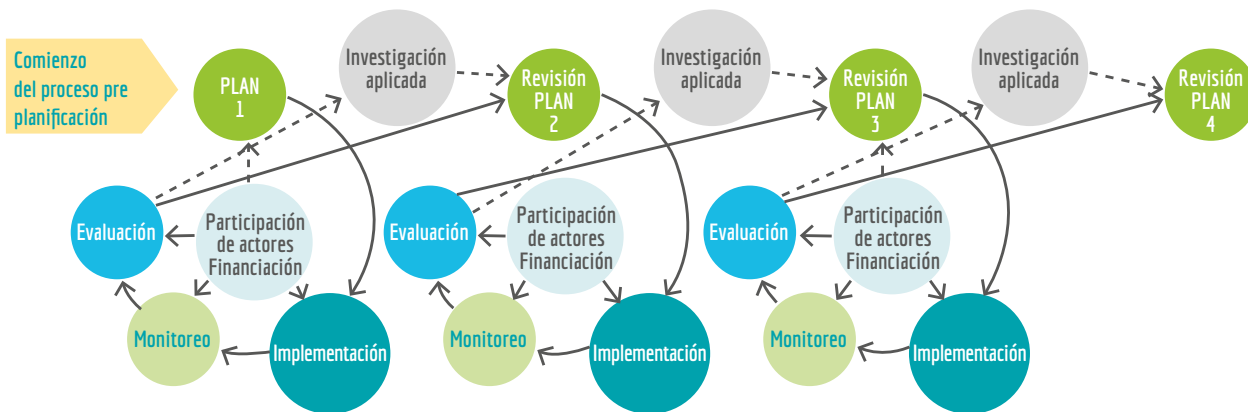 Comienzo
del proceso pre
planificación
PLAN
1
Investigación
aplicada
Revisión
PLAN
2
Investigación
aplicada
Revisión
PLAN
3
Investigación
aplicada
Revisión
PLAN
4
Evaluación
Participación
de actores
Financiación
Monitoreo
Implementación
Evaluación
Participación
de actores
Financiación
Monitoreo
Implementación
Evaluación
Participación
de actores
Financiación
Monitoreo
Implementación